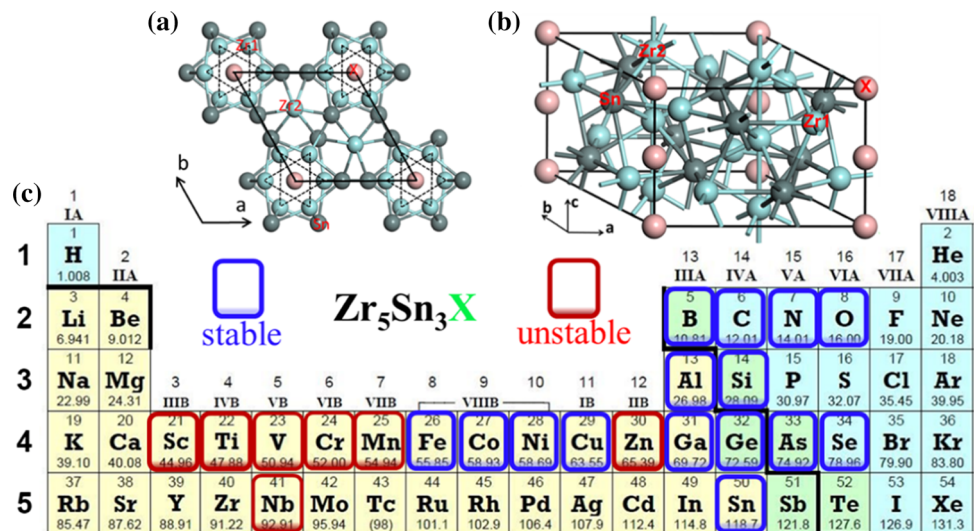 (a)
Zr1
X
Zr2
b
a
Sn
(b)
Zr2
X
Sn
Zr1
c
b
a
(c)
1
IA
18
VIIIA
1
1
H
1.008
2
He
4.003
2
IIA
13 14 15 16 17
IIIA IVA VA VIA VIIA
stable
Zr5Sn3X
unstable
2
3 4 5 6 7 8 9 10
Li Be B C N O F Ne
6.941 9.012 10.81 12.01 14.01 16.00 19.00 20.18
3
11 12 13 14 15 16 17 18
Na Mg Al Si P S Cl Ar
22.99 24.31 26.98 28.09 30.97 32.07 35.45 39.95
3 4 5 6 7 8 9 10 11 12
IIIB IVB VB VIB VIIB VIIIB IB IIB
4
19 20 21 22 23 24 25 26 27 28 29 30 31 32 33 34 35 36
K Ca Sc Ti V Cr Mn Fe Co Ni Cu Zn Ga Ge As Se Br Kr
39.10 40.08 44.96 47.88 50.94 52.00 54.94 55.85 58.93 58.69 63.55 65.39 69.72 72.59 74.92 78.96 79.90 83.80
5
37 38 39 40 41 42 43 44 45 46 47 48 49 50 51 52 53 54
Rb Sr Y Zr Nb Mo Tc Ru Rh Pd Ag Cd In Sn Sb Te I Xe
85.47 87.62 88.91 91.22 92.91 95.94 (98) 101.1 102.9 106.4 107.9 112.4 114.8 118.7 121.8 127.6 126.9 131.3